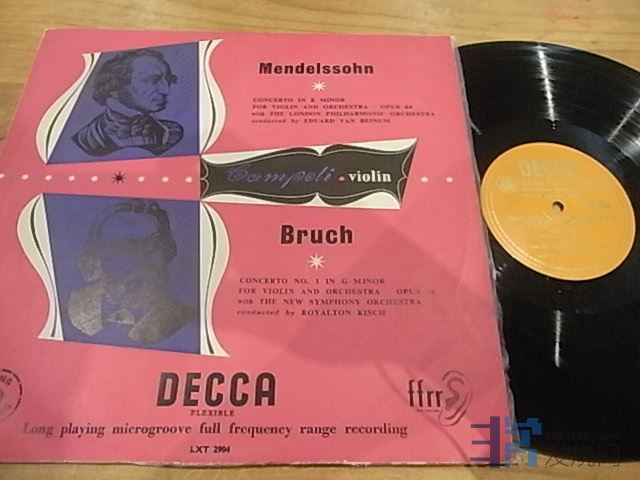 Mendelssohn
CONCERTO IN E MINOR
FOR VIOLIN AND ORCHESTRA · OPUS 64
with THE LONDON PHILHARMONIC ORCHESTRA
conducted by EDUARD VAN BEINUM
Campoli · violin
Bruch
CONCERTO NO. 1 IN G MINOR
FOR VIOLIN AND ORCHESTRA · OPUS
with THE NEW SYMPHONY ORCHESTRA
conducted by ROYALTON KISCH
DECCA
FLEXIBLE
ffrr
Long playing microgroove full frequency range recording
LXT 2904
DECCA